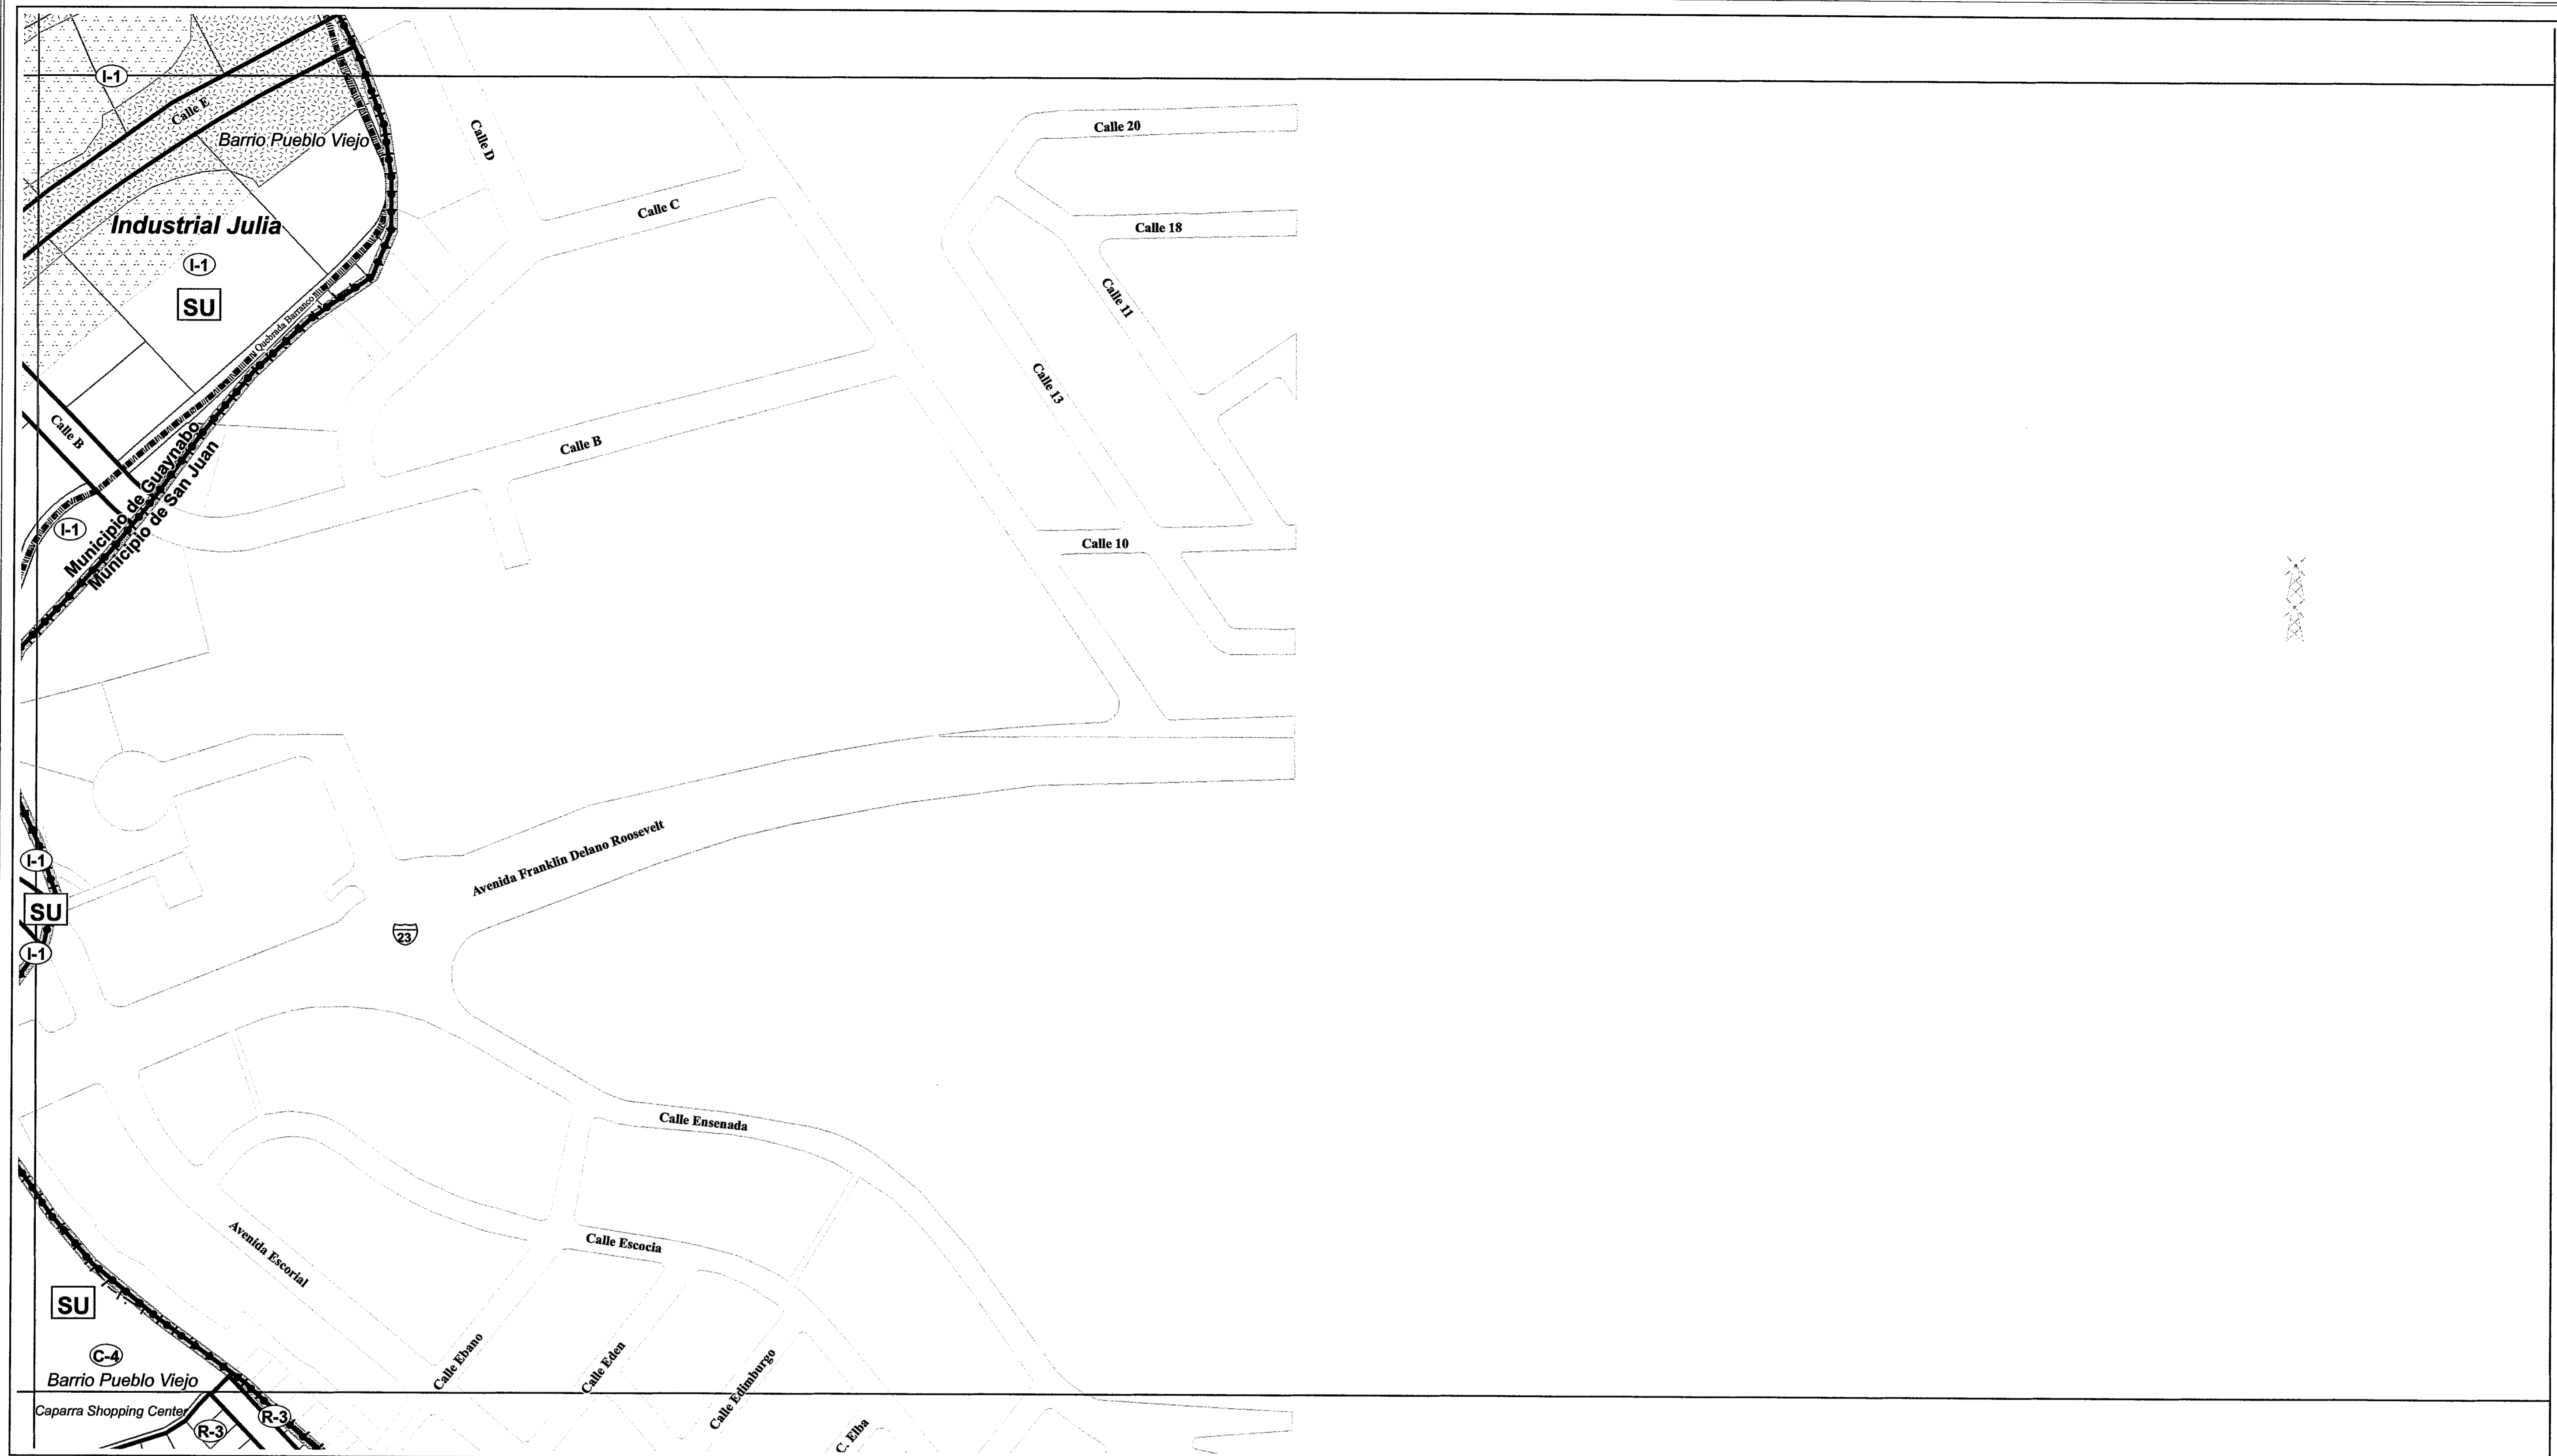 I-1
Calle E
Barrio Pueblo Viejo
Calle D
Calle 20
Industrial Julia
Calle C
Calle 18
I-1
SU
Quebrada Barranco
Calle 11
Calle 13
Calle B
Calle B
Municipio de Guaynabo
Municipio de San Juan
I-1
Calle 10
Avenida Franklin Delano Roosevelt
I-1
SU
23
I-1
Calle Ensenada
Avenida Escorial
Calle Escocia
SU
C-4
Barrio Pueblo Viejo
Caparra Shopping Center
R-3
R-3
Calle Ebano
Calle Eden
Calle Edimburgo
C. Elba